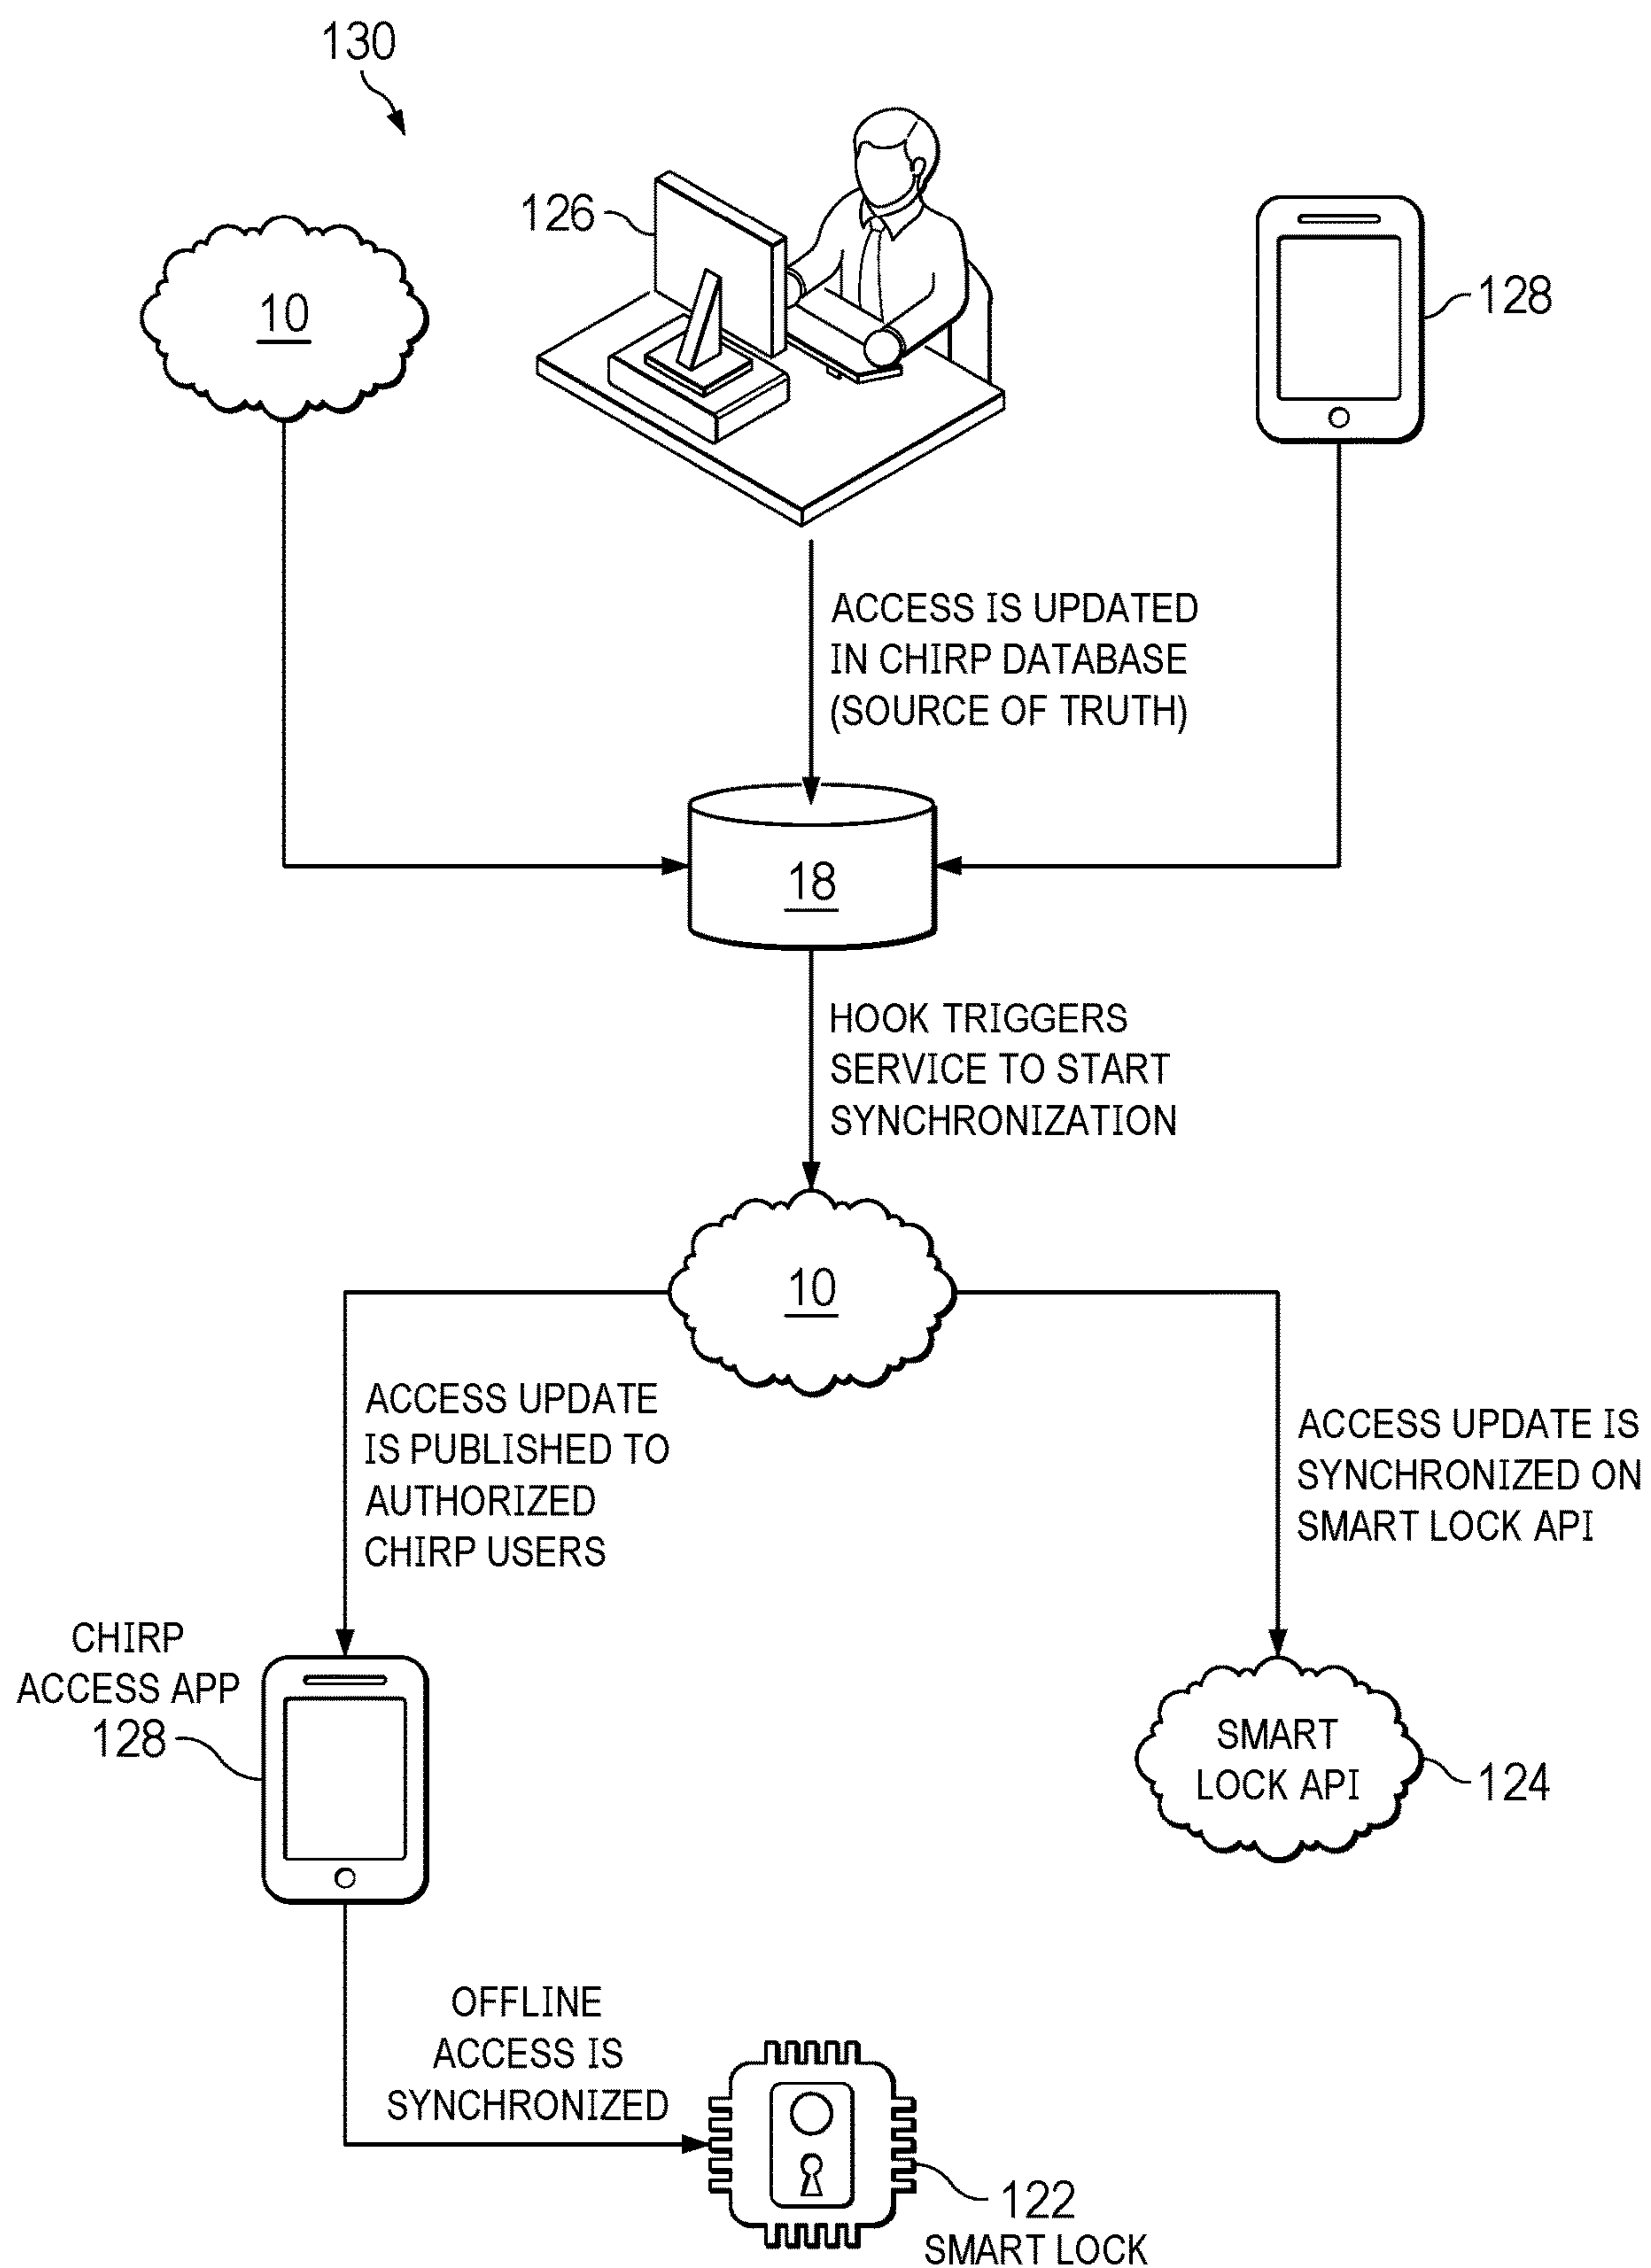 130
126
10
128
ACCESS IS UPDATED
IN CHIRP DATABASE
(SOURCE OF TRUTH)
18
HOOK TRIGGERS
SERVICE TO START
SYNCHRONIZATION
10
ACCESS UPDATE
IS PUBLISHED TO
AUTHORIZED
CHIRP USERS
ACCESS UPDATE IS
SYNCHRONIZED ON
SMART LOCK API
CHIRP
ACCESS APP
128
SMART
LOCK API
124
OFFLINE
ACCESS IS
SYNCHRONIZED
122
SMART LOCK